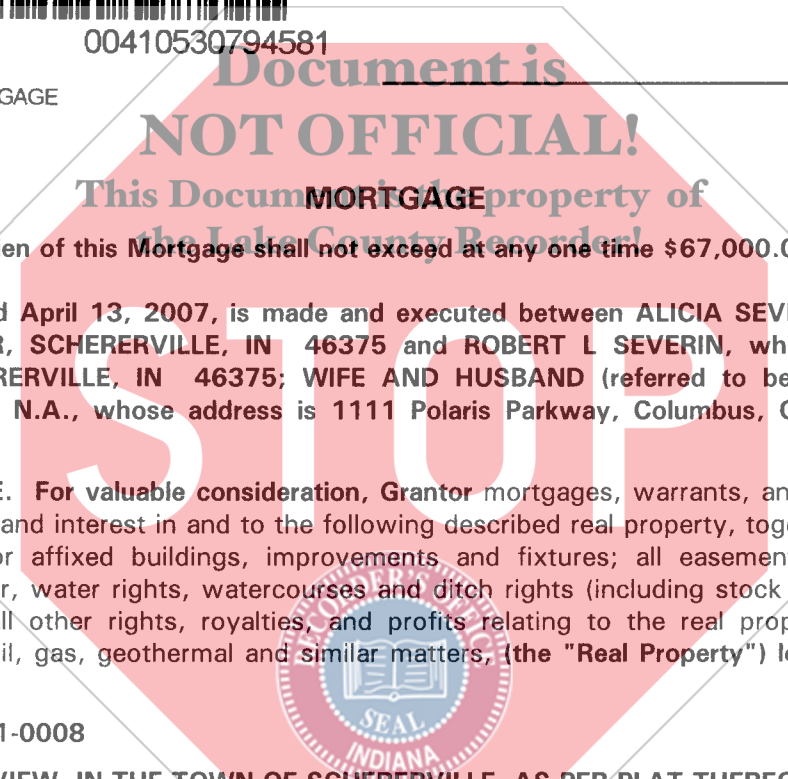 00410530794581
Document is
GAGE
NOT OFFICIAL!
This Document is the property of
MORTGAGE
the Lake County Recorder!
ien of this Mortgage shall not exceed at any one time $67,000.0
d April 13, 2007, is made and executed between ALICIA SEV
R, SCHERERVILLE, IN 46375 and ROBERT L SEVERIN, wh
RERVILLE, IN 46375; WIFE AND HUSBAND (referred to be
N.A., whose address is 1111 Polaris Parkway, Columbus, O
STOP
E. For valuable consideration, Grantor mortgages, warrants, an
and interest in and to the following described real property, tog
or affixed buildings, improvements and fixtures; all easemen
r, water rights, watercourses and ditch rights (including stock
ll other rights, royalties, and profits relating to the real prop
il, gas, geothermal and similar matters, (the "Real Property") l
RECORDER'S OFFICE
SEAL
INDIANA
1-0008
VIEW, IN THE TOWN OF SCHERERVILLE, AS PER PLAT THEREO